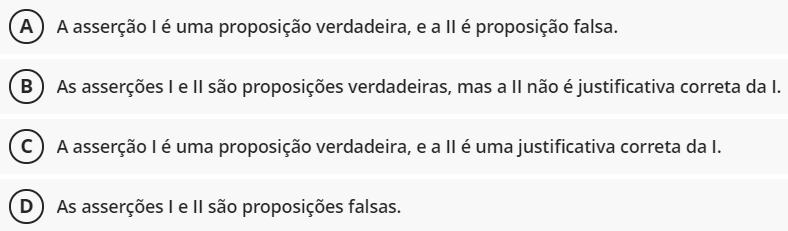 A A asserção I é uma proposição verdadeira, e a II é proposição falsa.
B As asserções I e II são proposições verdadeiras, mas a II não é justificativa correta da I.
C A asserção I é uma proposição verdadeira, e a II é uma justificativa correta da I.
D As asserções I e II são proposições falsas.